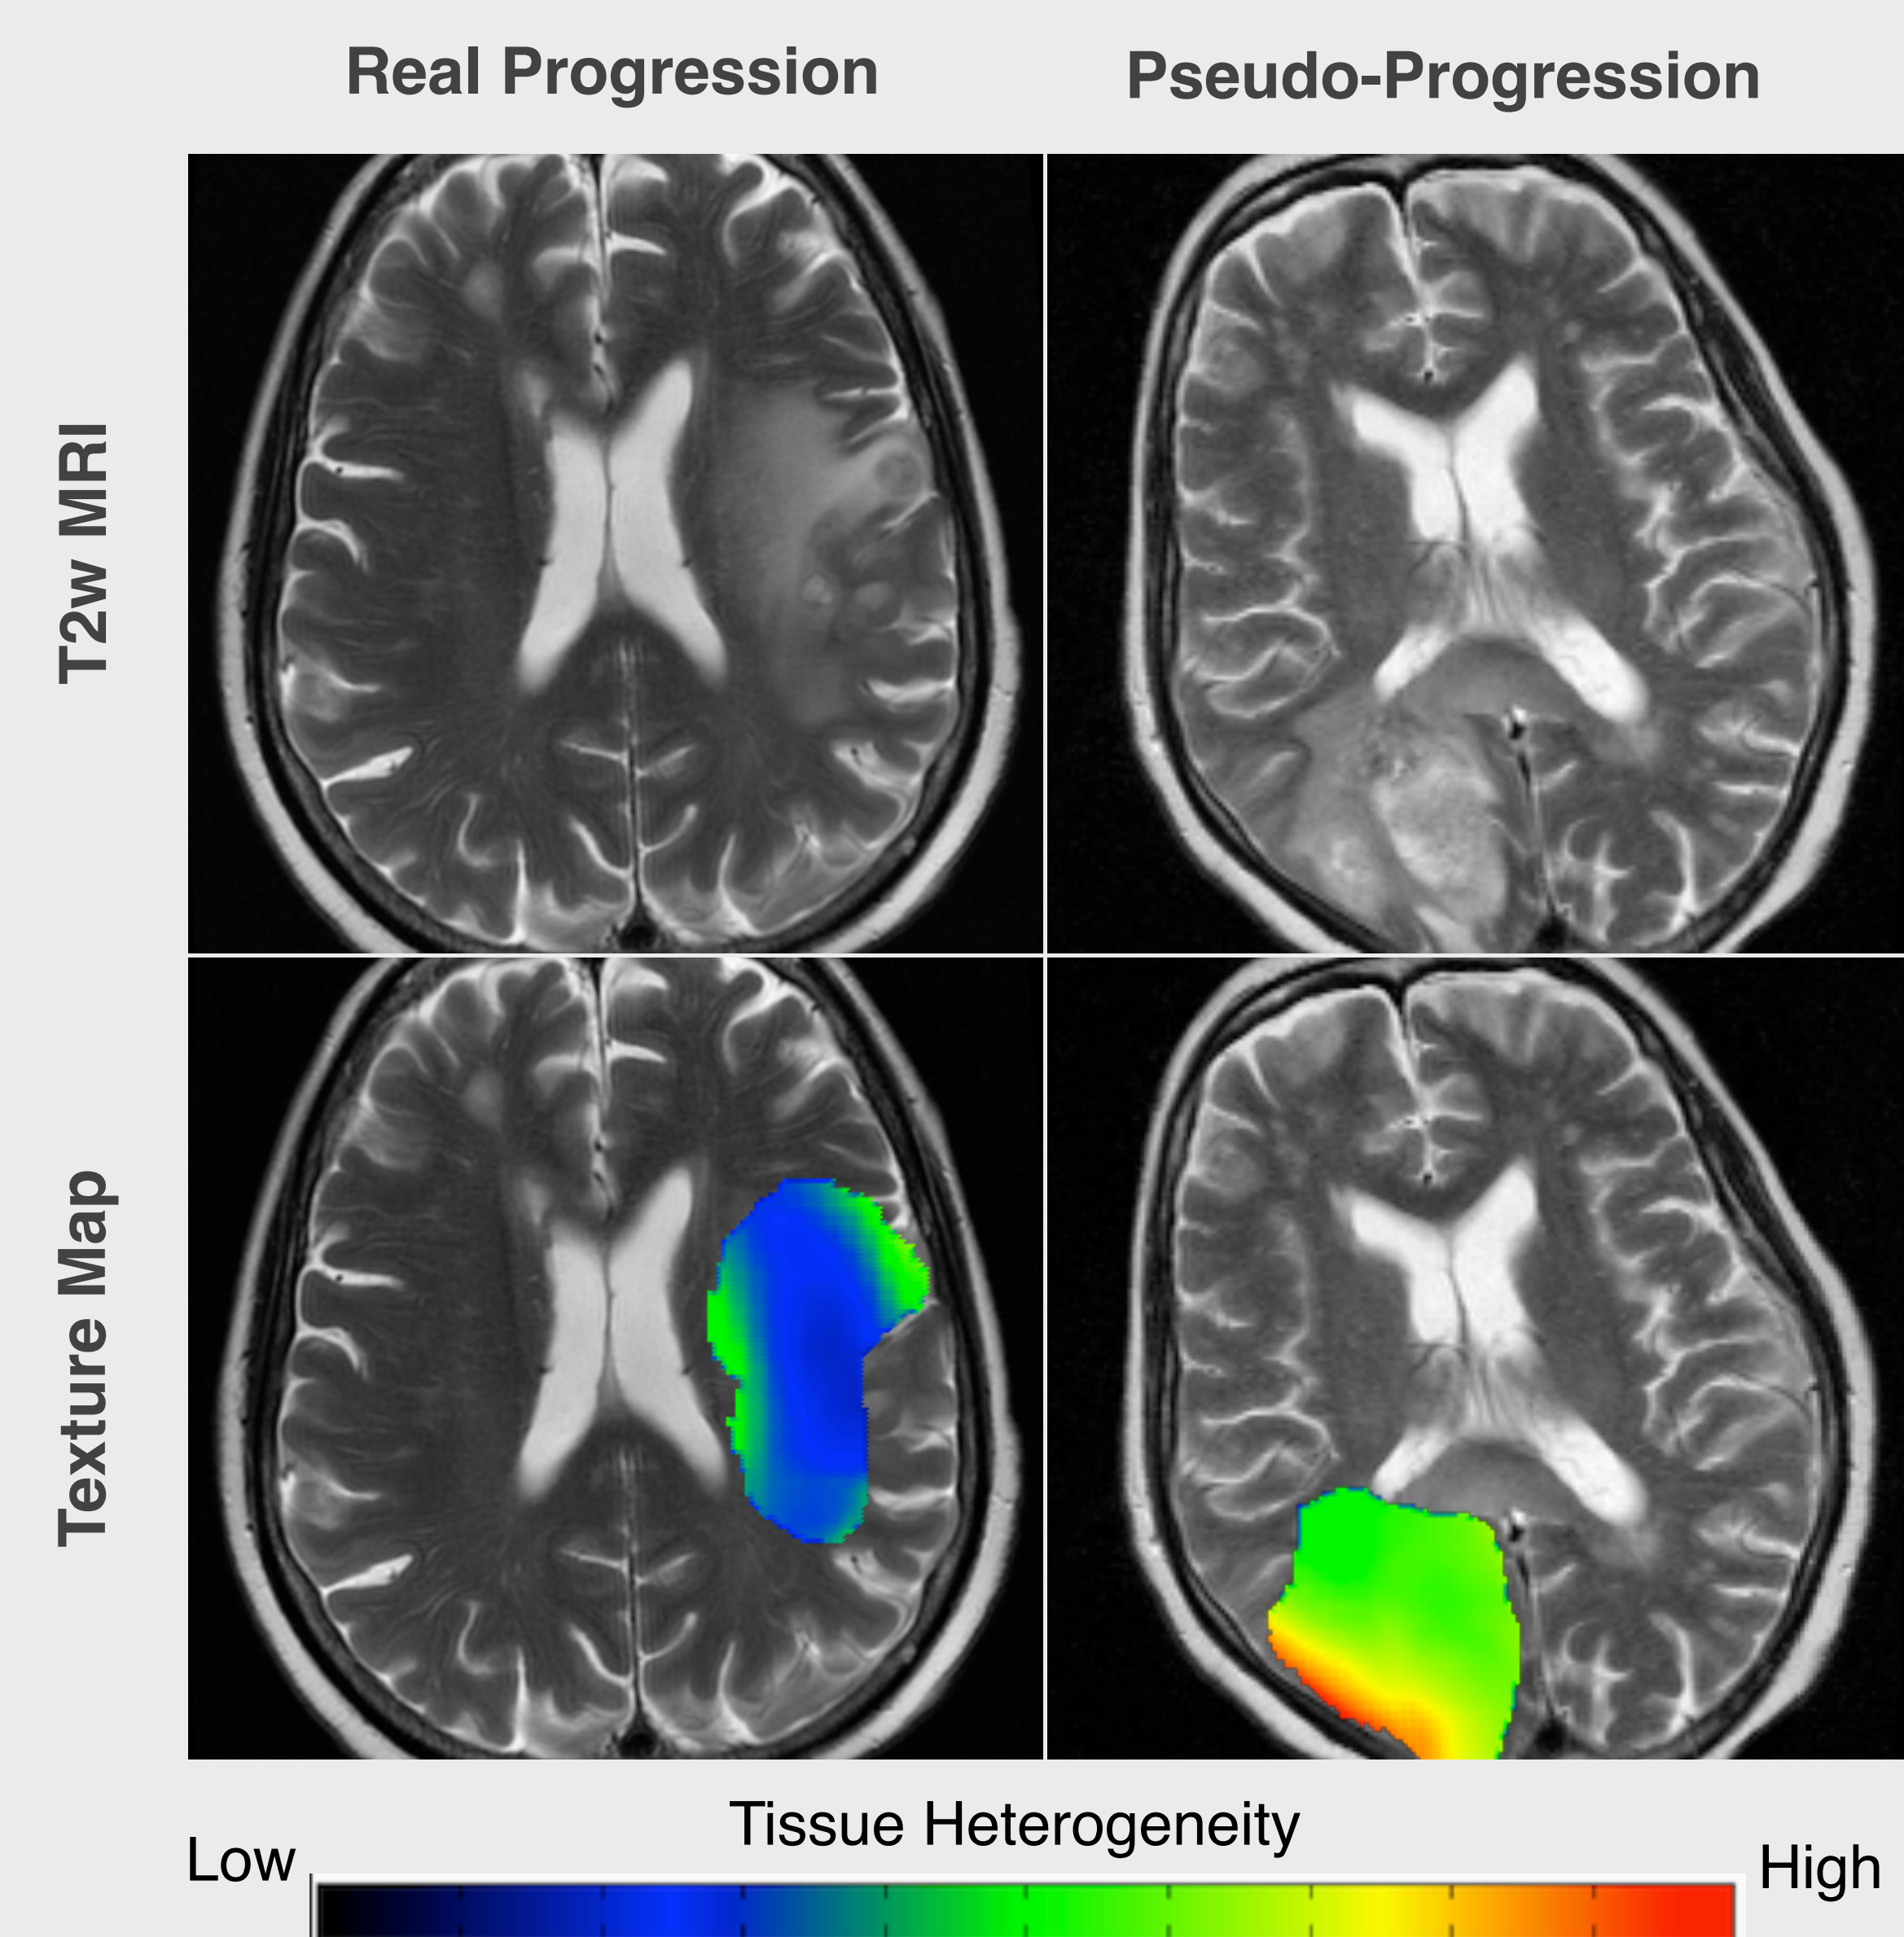 Real Progression
Pseudo-Progression
T2w MRI
Texture Map
Tissue Heterogeneity
Low
High